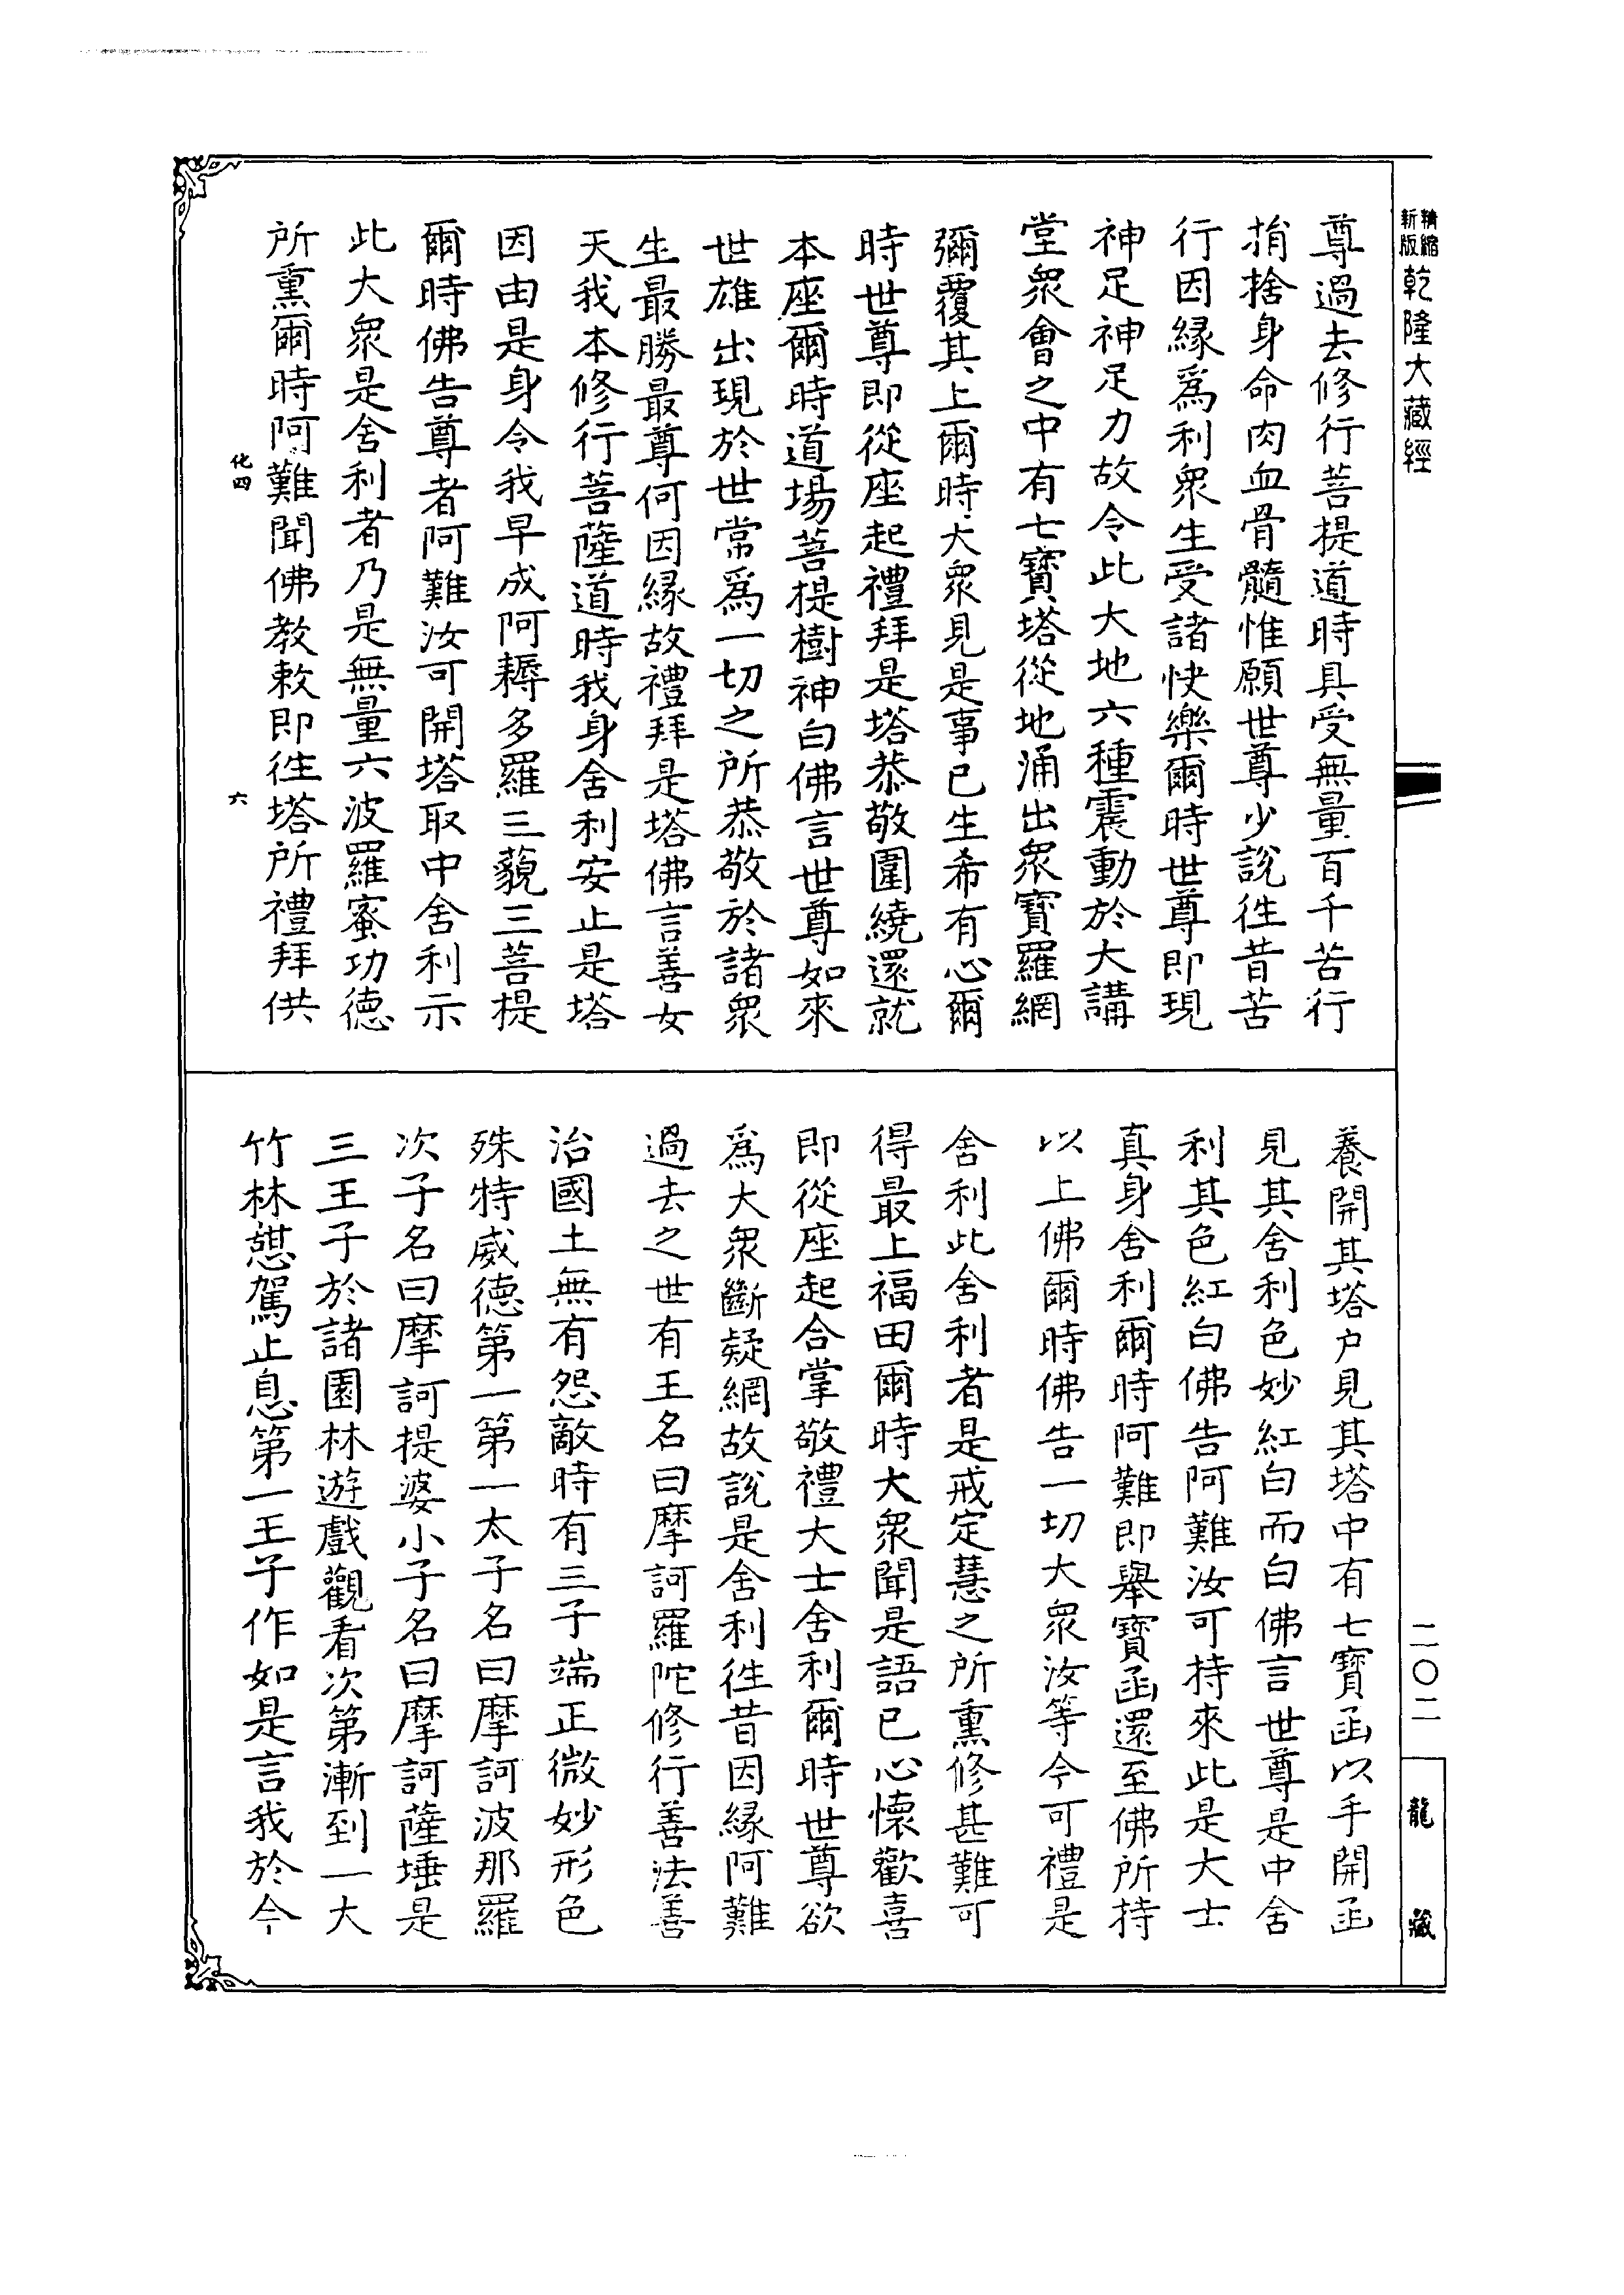 精縮
新版
乾隆大藏經
尊過去修行菩提道時具受無量百千苦行
捐捨身命肉血骨髓惟願世尊少說徃昔苦
行因縁爲利衆生受諸快樂爾時世尊即現
神足神足力故令此大地六種震動於大講
堂衆會之中有七寶塔從地涌出衆寶羅網
彌覆其上爾時大衆見是事已生希有心爾
時世尊即從座起禮拜是塔恭敬圍繞還就
本座爾時道場菩提樹神白佛言世尊如來
世雄出現於世常爲一切之所恭敬於諸衆
生最勝最尊何因縁故禮拜是塔佛言善女
天我本修行菩薩道時我身舍利安止是塔
因由是身令我早成阿耨多羅三藐三菩提
爾時佛告尊者阿難汝可開塔取中舍利示
此大衆是舍利者乃是無量六波羅蜜功德
所熏爾時阿難聞佛教敕即徃塔所禮拜供
化四
六
養開其塔户見其塔中有七寶函以手開函
見其舍利色妙紅白而白佛言世尊是中舍
利其色紅白佛告阿難汝可持來此是大士
真身舍利爾時阿難即舉寶函還至佛所持
以上佛爾時佛告一切大衆汝等今可禮是
舍利此舍利者是戒定慧之所熏修甚難可
得最上福田爾時大衆聞是語已心懷歡喜
即從座起合掌敬禮大士舍利爾時世尊欲
爲大衆斷疑網故說是舍利徃昔因縁阿難
過去之世有王名曰摩訶羅陀修行善法善
治國土無有怨敵時有三子端正微妙形色
殊特威德第一第一太子名曰摩訶波那羅
次子名曰摩訶提婆小子名曰摩訶薩埵是
三王子於諸園林遊戲觀看次第漸到一大
竹林憇駕止息第一王子作如是言我於今
二〇二
龍藏